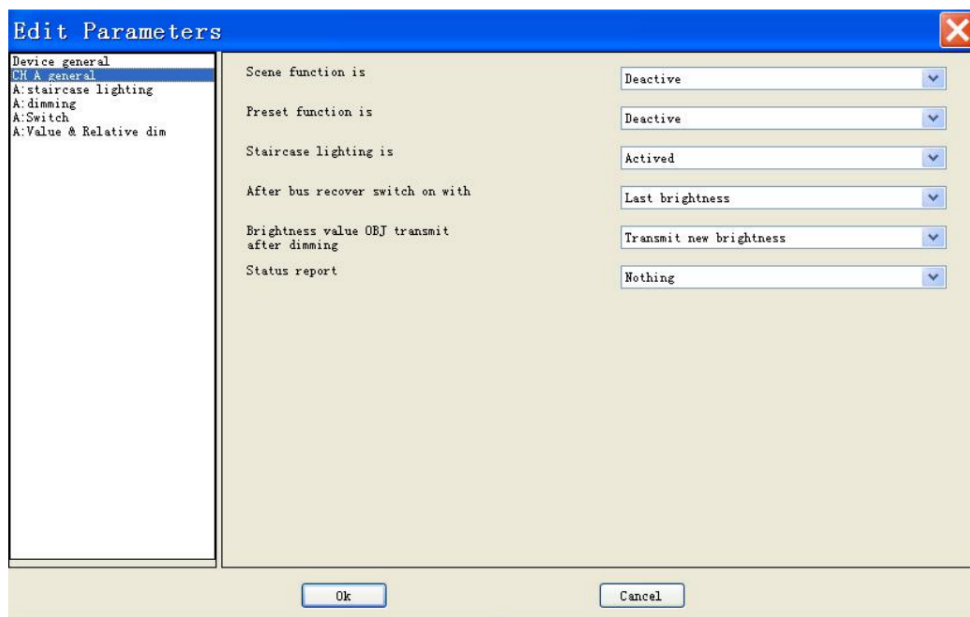 Edit Parameters
Device general
CH A general
A:staircase lighting
A:dimming
A:Switch
A:Value & Relative dim
Scene function is
Deactive
Preset function is
Deactive
Staircase lighting is
Actived
After bus recover switch on with
Last brightness
Brightness value OBJ transmit
after dimming
Transmit new brightness
Status report
Nothing
Ok
Cancel